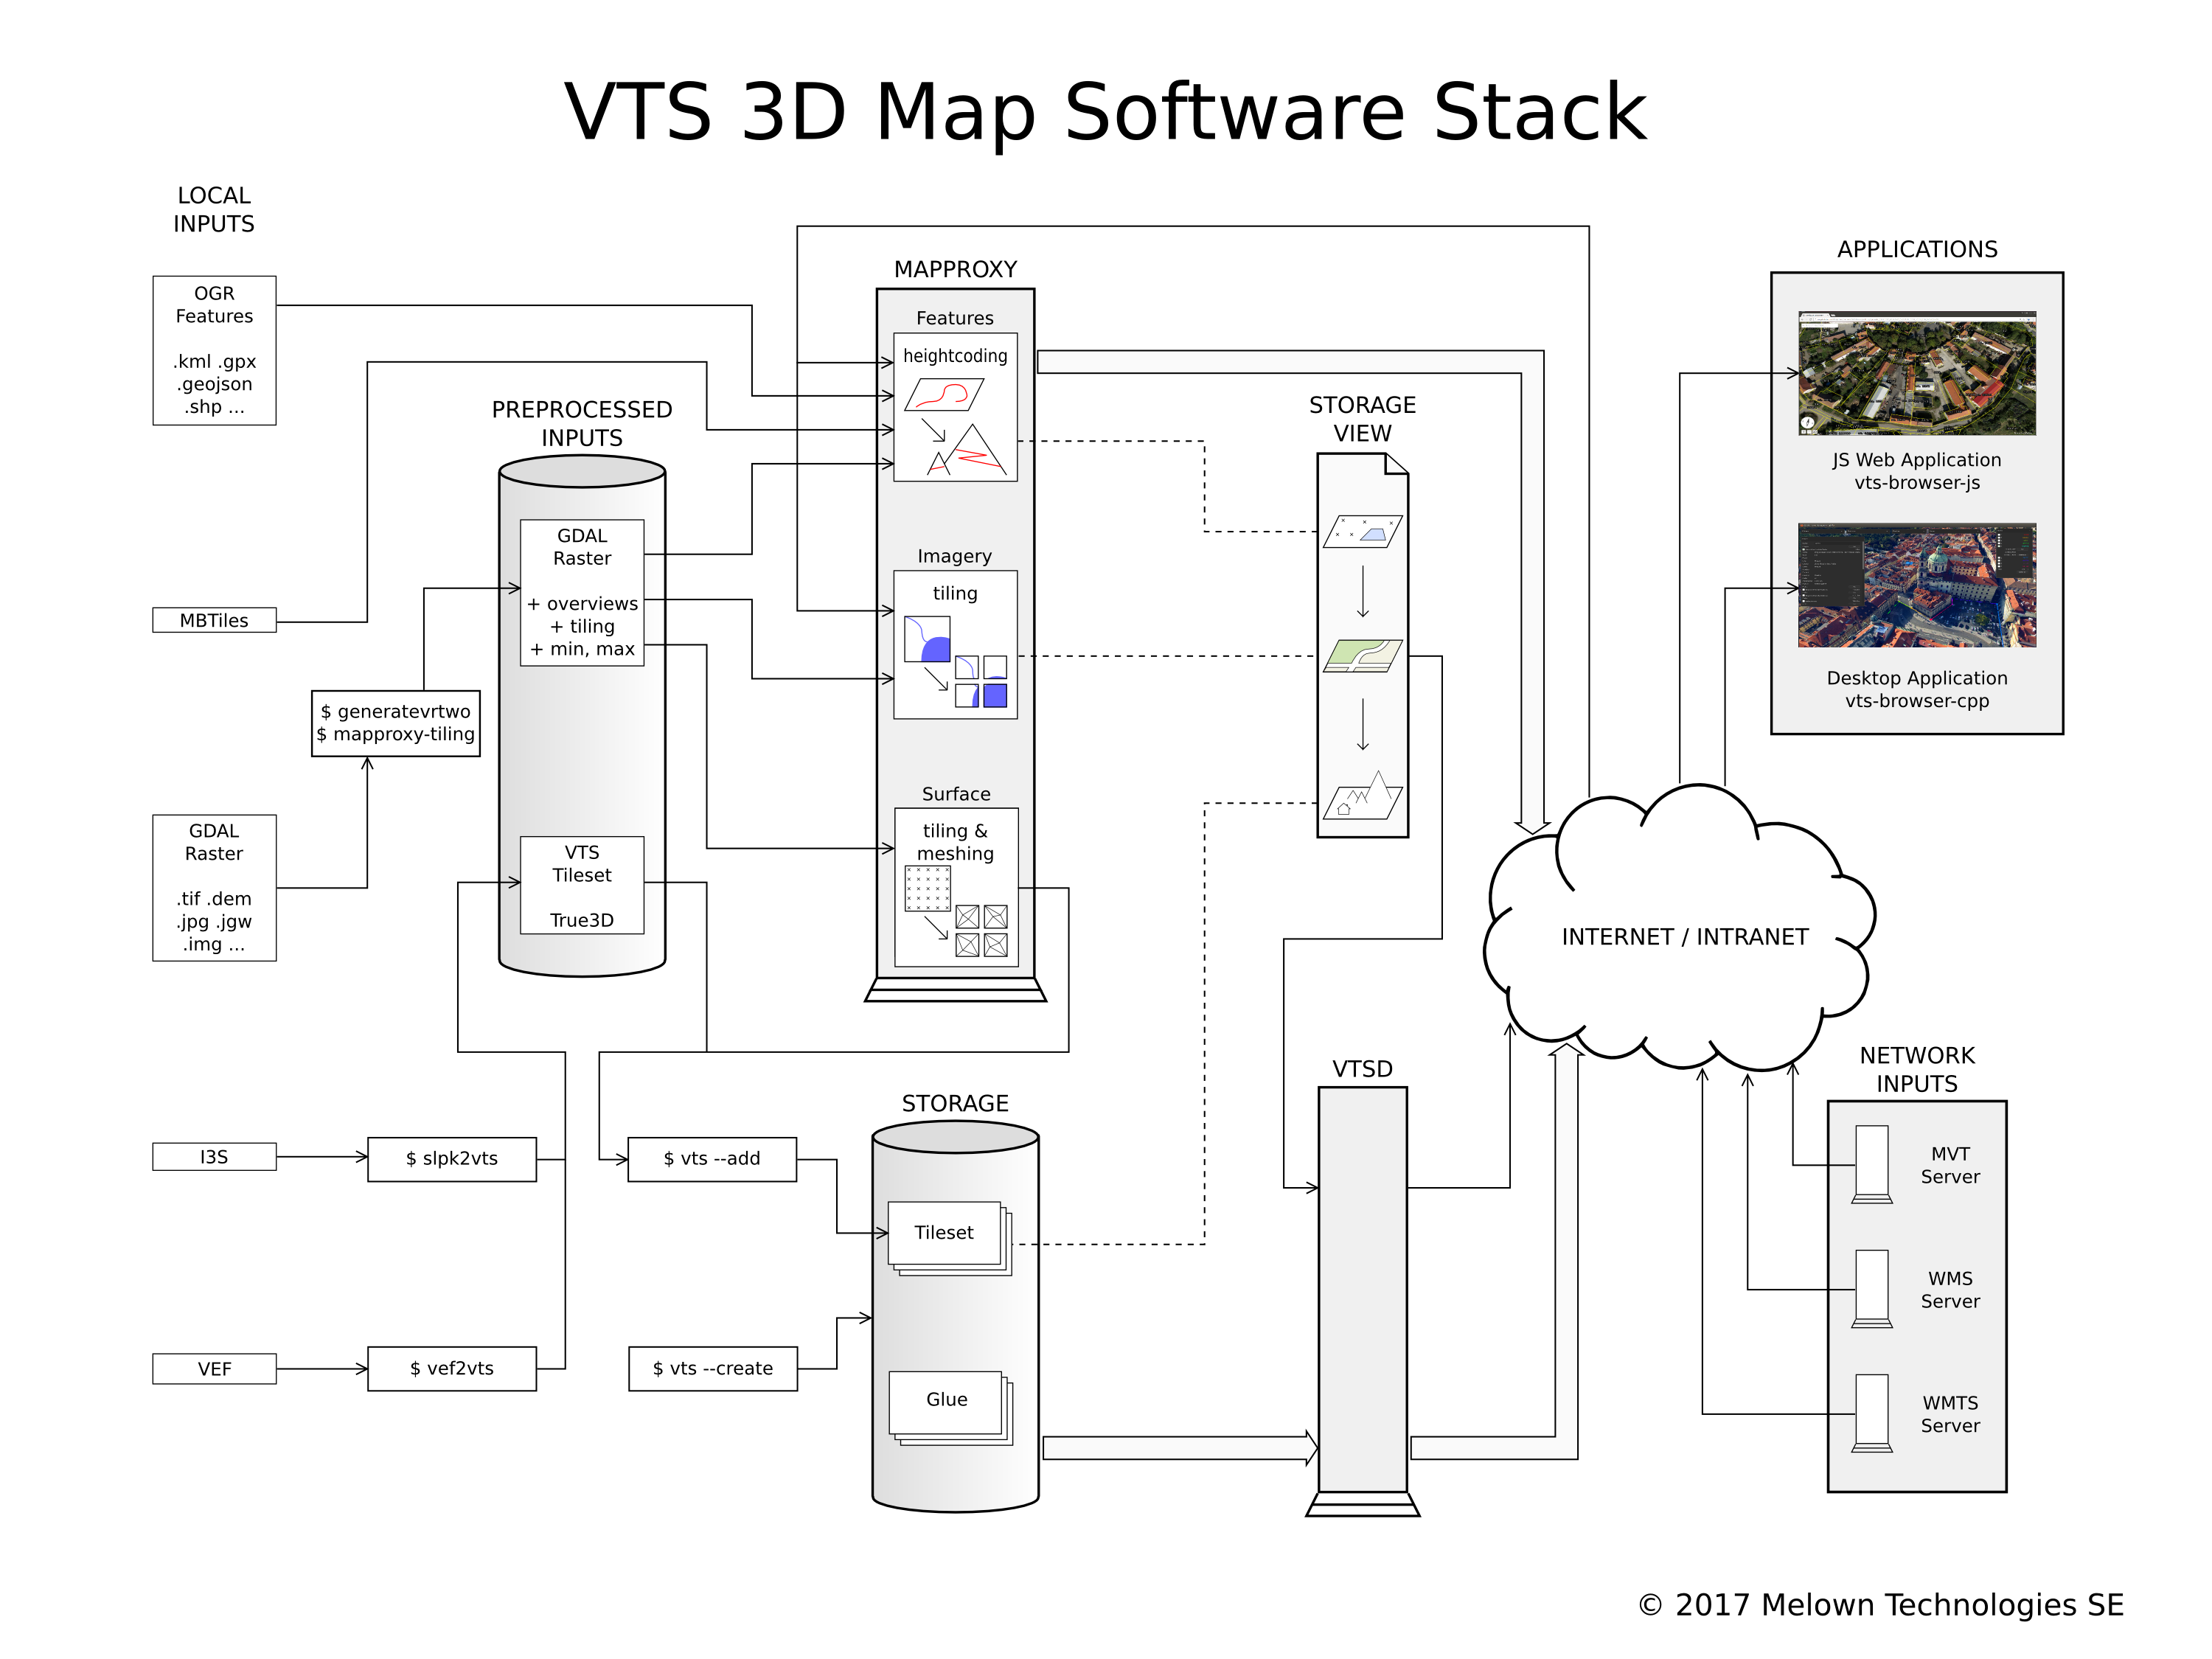 VTS 3D Map Software Stack
LOCAL
INPUTS
OGR
Features
.kml .gpx
.geojson
.shp ...
MBTiles
GDAL
Raster
.tif .dem
.jpg .jgw
.img ...
I3S
VEF
$ generatevrtwo
$ mapproxy-tiling
$ slpk2vts
$ vef2vts
PREPROCESSED
INPUTS
GDAL
Raster
+ overviews
+ tiling
+ min, max
VTS
Tileset
True3D
$ vts --add
$ vts --create
MAPPROXY
Features
heightcoding
Imagery
tiling
Surface
tiling &
meshing
STORAGE
Tileset
Glue
STORAGE
VIEW
VTSD
INTERNET / INTRANET
APPLICATIONS
JS Web Application
vts-browser-js
Desktop Application
vts-browser-cpp
NETWORK
INPUTS
MVT
Server
WMS
Server
WMTS
Server
© 2017 Melown Technologies SE